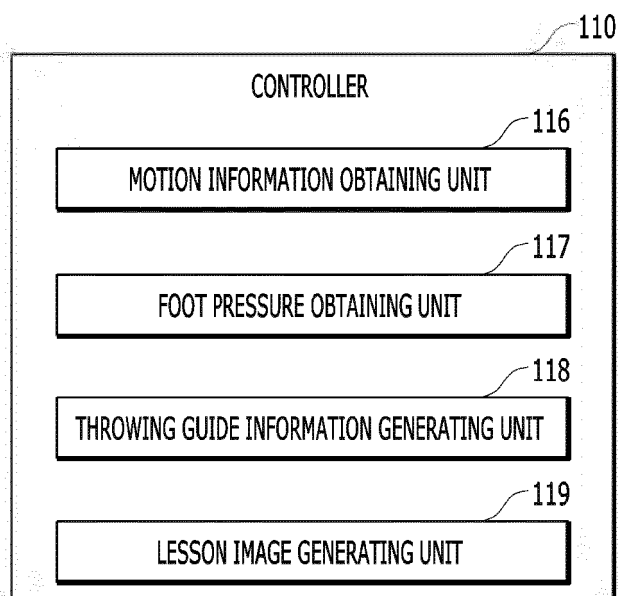 110
CONTROLLER
116
MOTION INFORMATION OBTAINING UNIT
117
FOOT PRESSURE OBTAINING UNIT
118
THROWING GUIDE INFORMATION GENERATING UNIT
119
LESSON IMAGE GENERATING UNIT